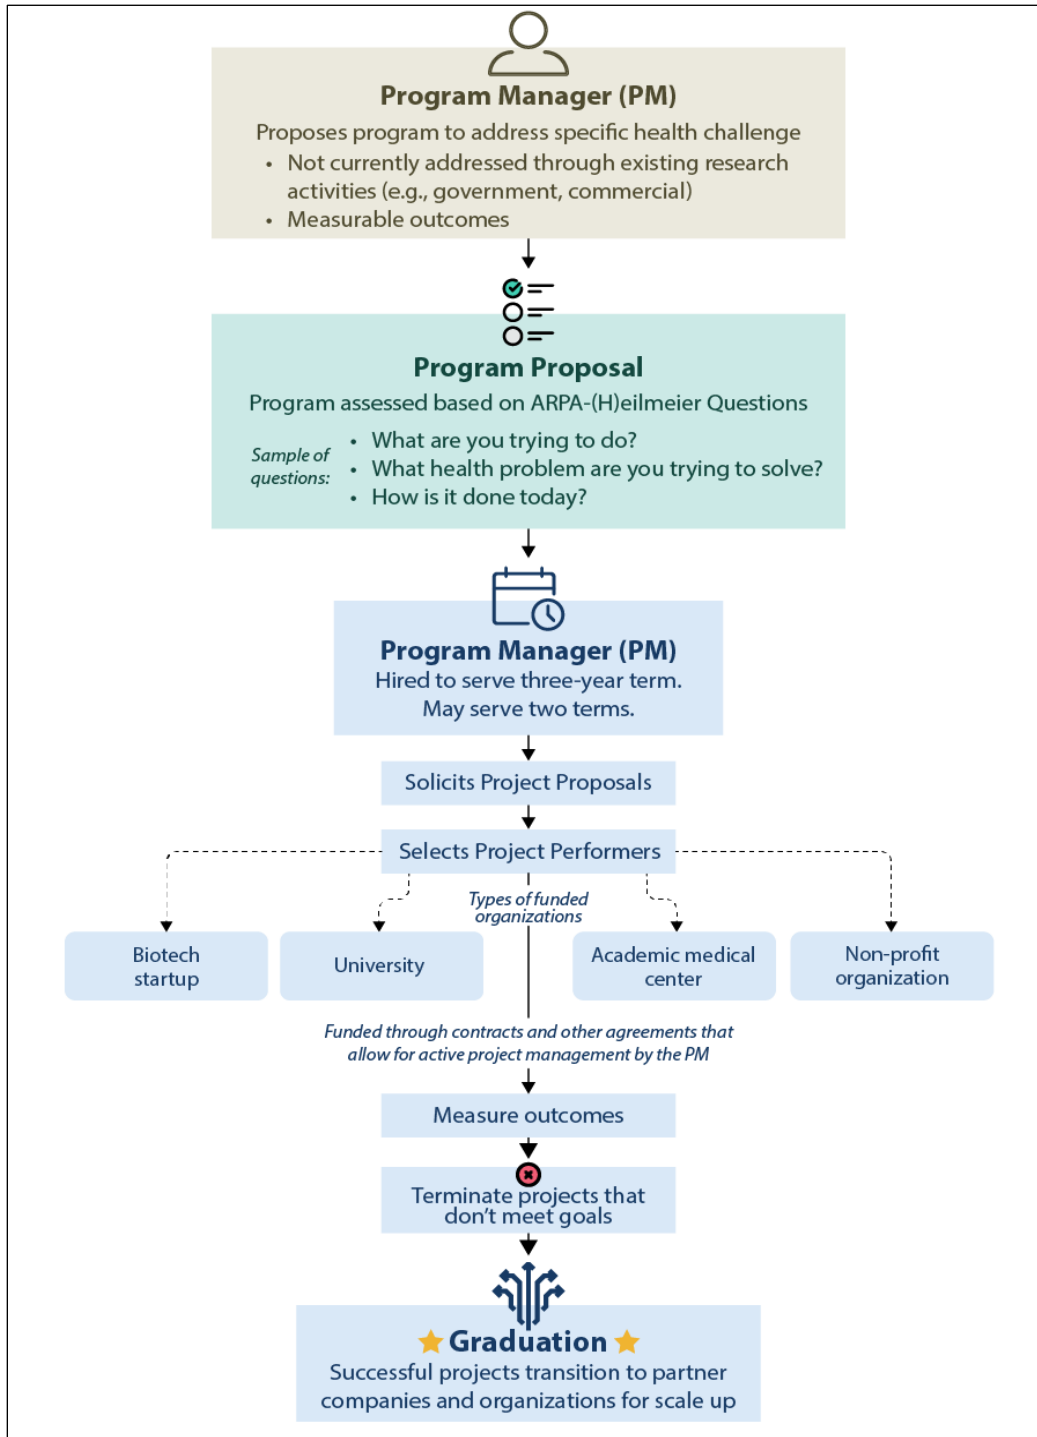 Program Manager (PM)
Proposes program to address specific health challenge
• Not currently addressed through existing research
activities (e.g., government, commercial)
• Measurable outcomes
Program Proposal
Program assessed based on ARPA-(H)eilmeier Questions
Sample of
questions:
• What are you trying to do?
• What health problem are you trying to solve?
• How is it done today?
Program Manager (PM)
Hired to serve three-year term.
May serve two terms.
Solicits Project Proposals
Selects Project Performers
Types of funded
organizations
Biotech
startup
University
Academic medical
center
Non-profit
organization
Funded through contracts and other agreements that
allow for active project management by the PM
Measure outcomes
Terminate projects that
don't meet goals
Graduation
Successful projects transition to partner
companies and organizations for scale up